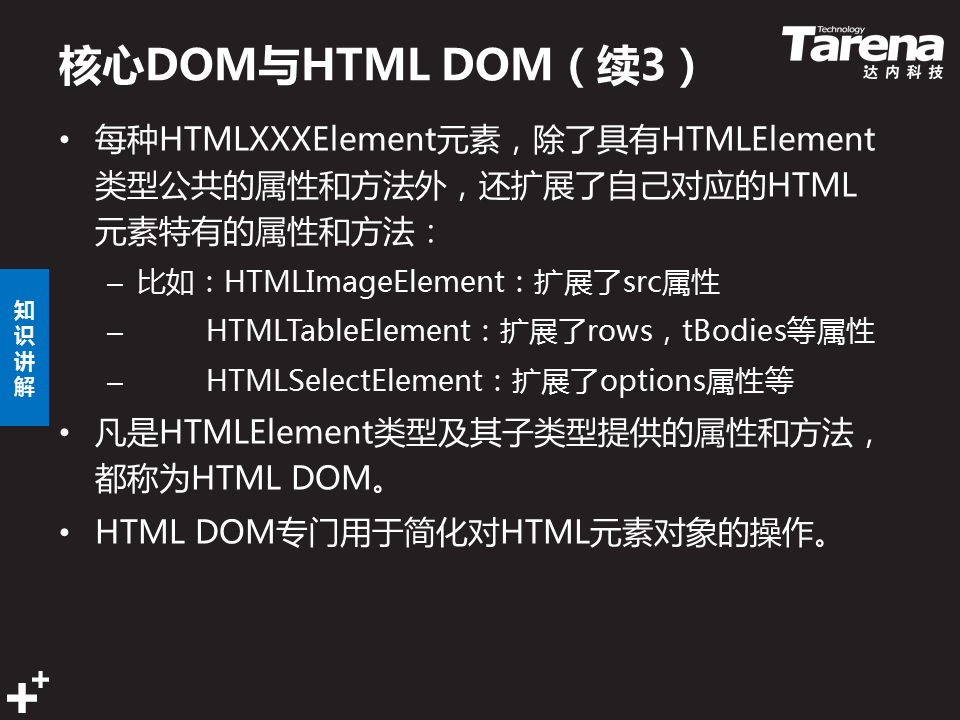 核心DOM与HTML DOM（续3）
Technology
Tarena
达内科技
• 每种HTMLXXXElement元素，除了具有HTMLElement
类型公共的属性和方法外，还扩展了自己对应的HTML
元素特有的属性和方法：
– 比如：HTMLImageElement：扩展了src属性
– HTMLTableElement：扩展了rows，tBodies等属性
– HTMLSelectElement：扩展了options属性等
知识讲解
• 凡是HTMLElement类型及其子类型提供的属性和方法，
都称为HTML DOM。
• HTML DOM专门用于简化对HTML元素对象的操作。